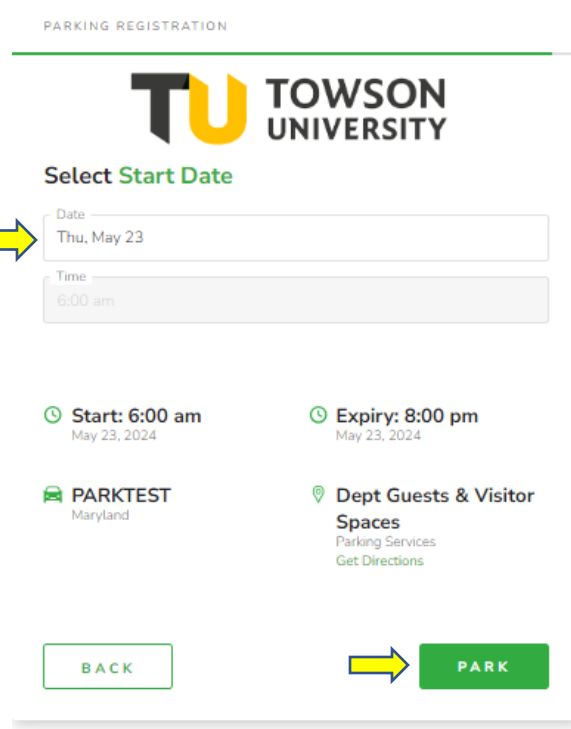 PARKING REGISTRATION
TU TOWSON
UNIVERSITY
Select Start Date
Date
Thu, May 23
Time
6:00 am
Start: 6:00 am
May 23, 2024
Expiry: 8:00 pm
May 23, 2024
PARKTEST
Maryland
Dept Guests & Visitor
Spaces
Parking Services
Get Directions
BACK
PARK